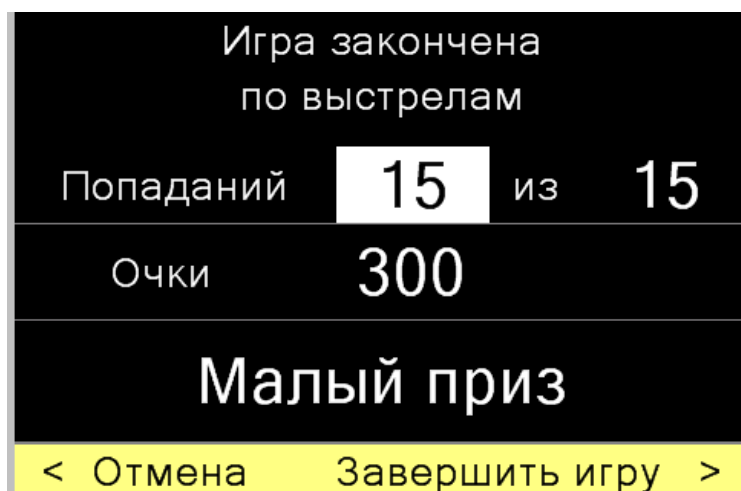 Игра закончена
по выстрелам
Попаданий 15 из 15
Очки 300
Малый приз
< Отмена Завершить игру >